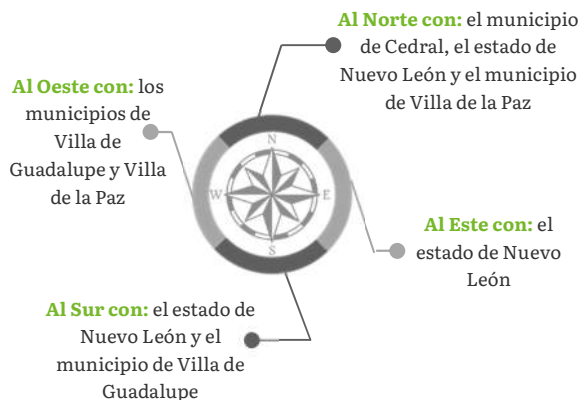 Al Norte con: el municipio
de Cedral, el estado de
Nuevo León y el municipio
de Villa de la Paz
Al Oeste con: los
municipios de
Villa de
Guadalupe y Villa
de la Paz
N
W
E
S
Al Este con: el
estado de Nuevo
León
Al Sur con: el estado de
Nuevo León y el
municipio de Villa de
Guadalupe